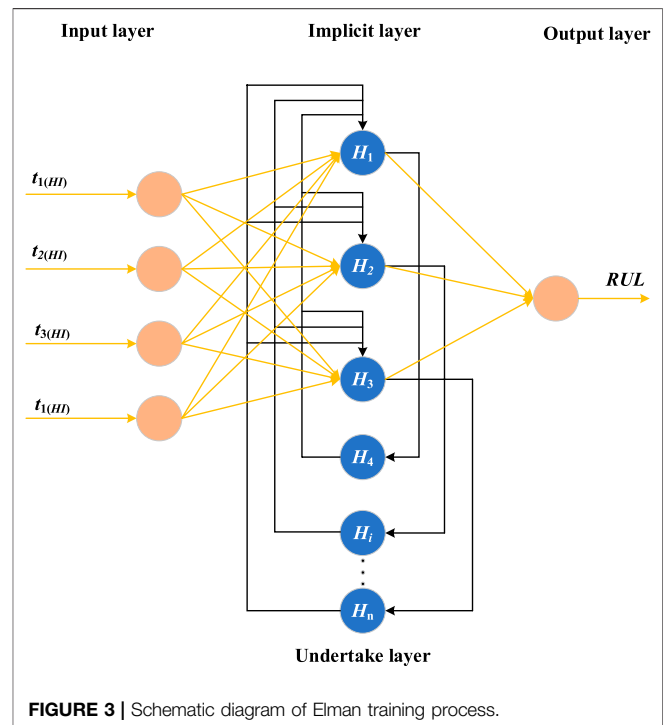 Input layer
Implicit layer
Output layer
t1(HI)
H1
t2(HI)
H2
RUL
t3(HI)
H3
t1(HI)
H4
Hi
Hn
Undertake layer
FIGURE 3 | Schematic diagram of Elman training process.